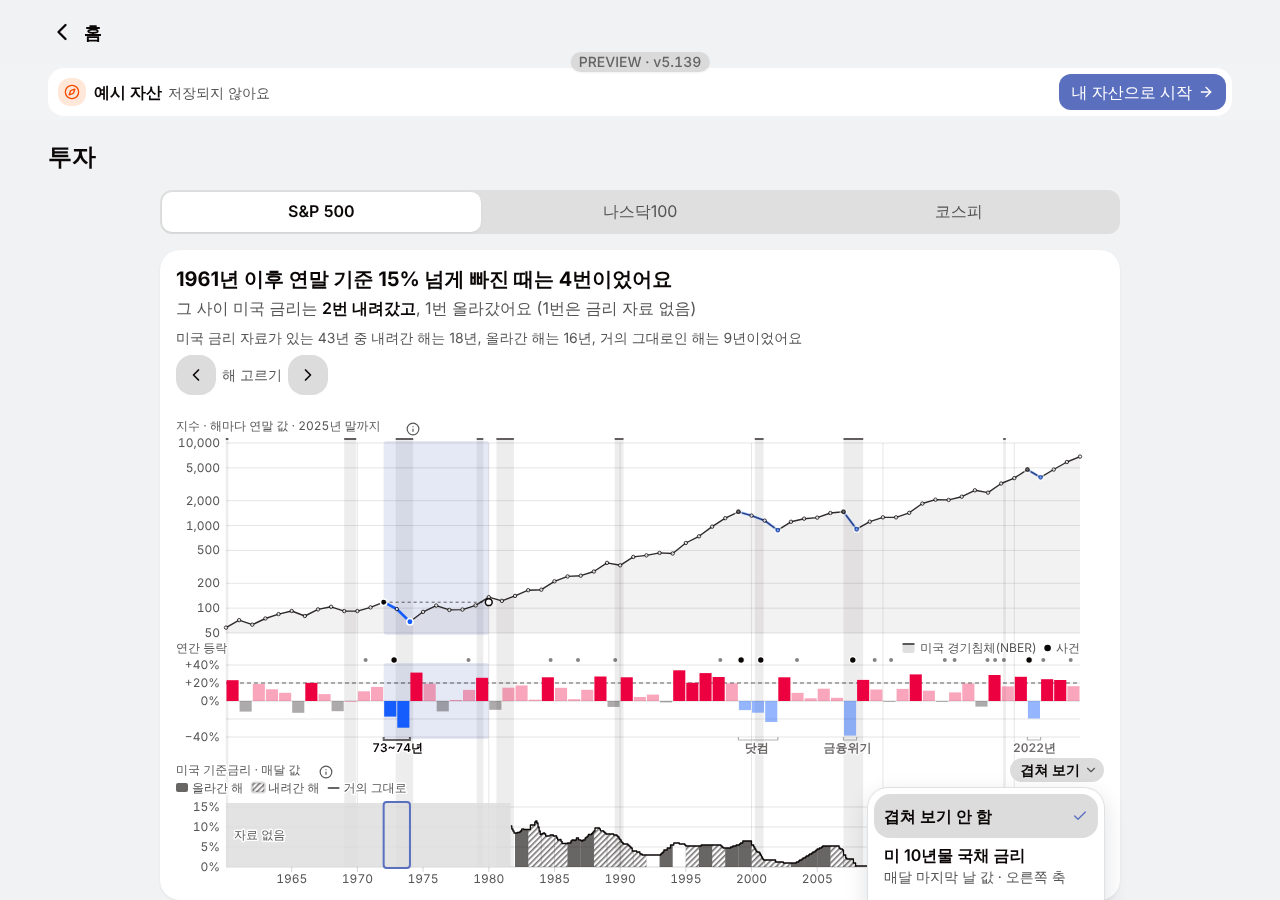 홈
PREVIEW · v5.139
예시 자산 저장되지 않아요
내 자산으로 시작
투자
S&P 500
나스닥100
코스피
1961년 이후 연말 기준 15% 넘게 빠진 때는 4번이었어요
그 사이 미국 금리는 2번 내려갔고, 1번 올라갔어요 (1번은 금리 자료 없음)
미국 금리 자료가 있는 43년 중 내려간 해는 18년, 올라간 해는 16년, 거의 그대로인 해는 9년이었어요
해 고르기
지수 · 해마다 연말 값 · 2025년 말까지
10,000
5,000
2,000
1,000
500
200
100
50
연간 등락
미국 경기침체(NBER)
사건
+40%
+20%
0%
−40%
73~74년
닷컴
금융위기
2022년
미국 기준금리 · 매달 값
겹쳐 보기
올라간 해
내려간 해
거의 그대로
15%
10%
5%
0%
자료 없음
1965
1970
1975
1980
1985
1990
1995
2000
2005
겹쳐 보기 안 함
미 10년물 국채 금리
매달 마지막 날 값 · 오른쪽 축